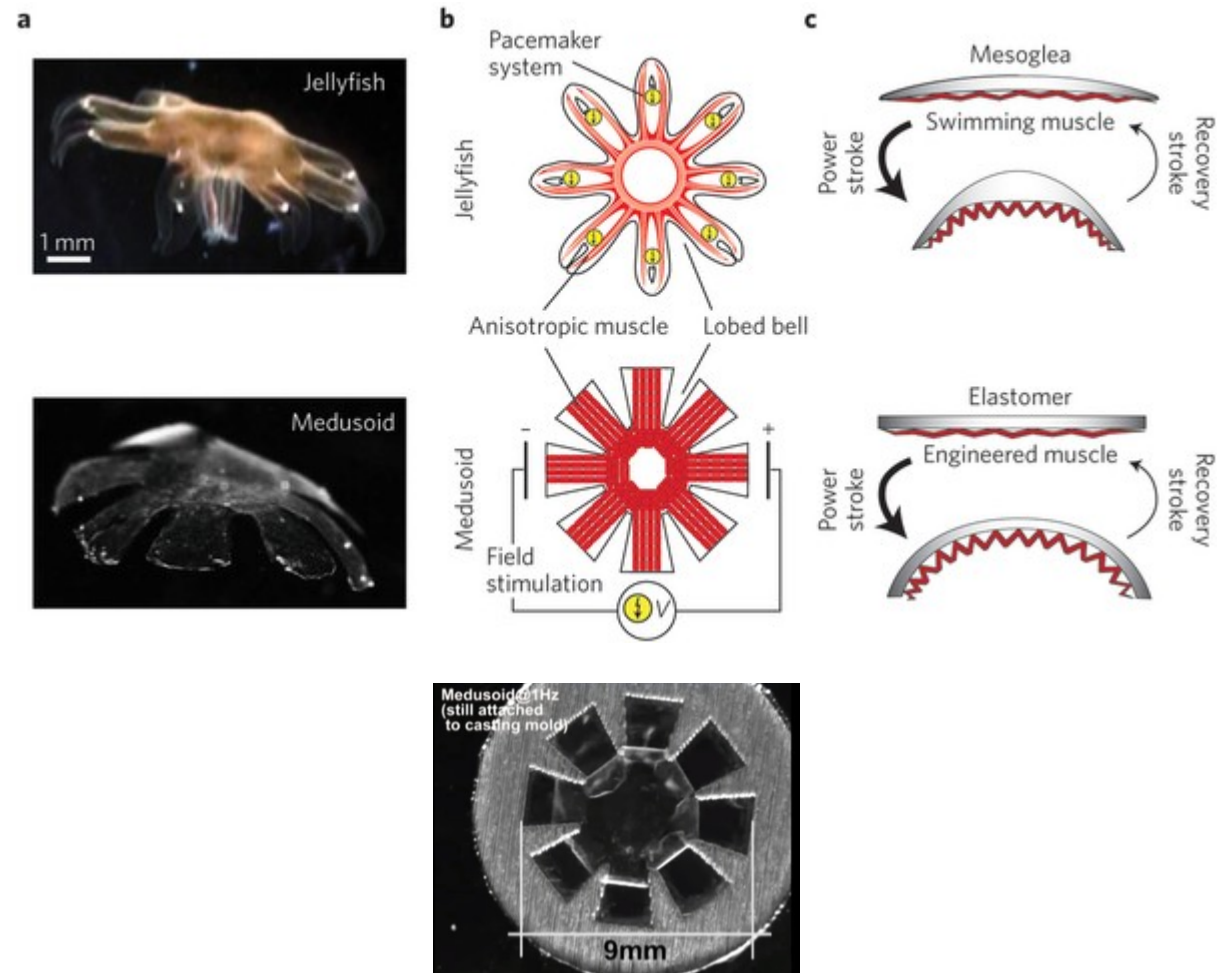 a
Jellyfish
1 mm
Medusoid
b
Pacemaker
system
Jellyfish
Anisotropic muscle
Lobed bell
Medusoid
-
+
Field
stimulation
V
c
Mesoglea
Swimming muscle
Power
stroke
Recovery
stroke
Elastomer
Engineered muscle
Power
stroke
Recovery
stroke
Medusoid@1Hz
(still attached
to casting mold)
9mm